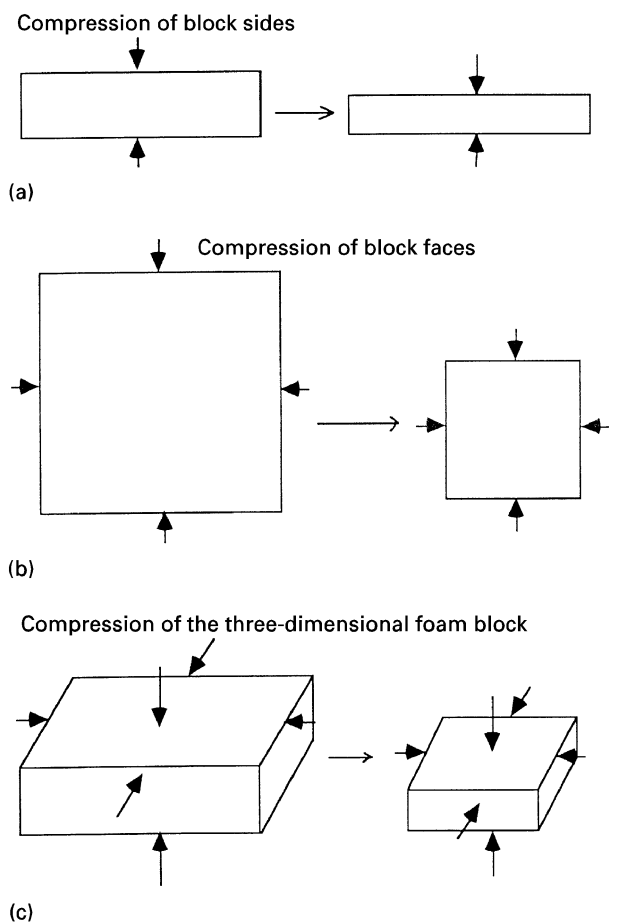 Compression of block sides
(a)
Compression of block faces
(b)
Compression of the three-dimensional foam block
(c)